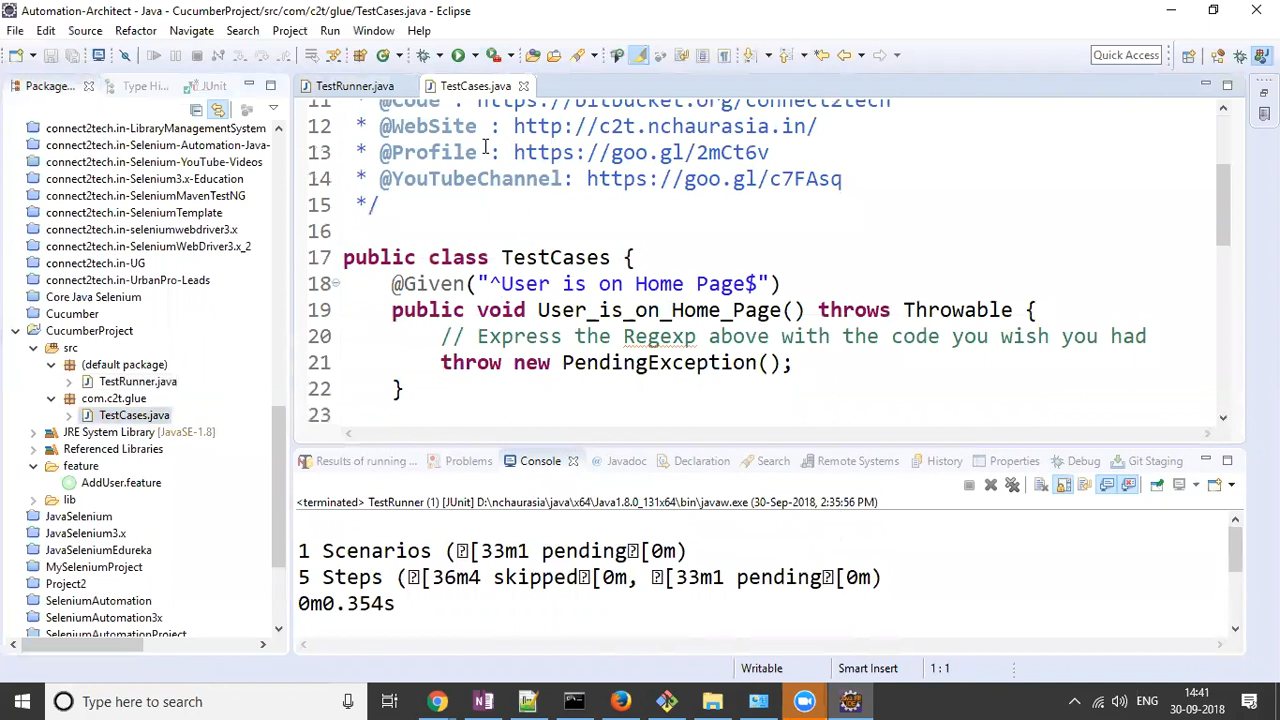 Automation-Architect - Java - CucumberProject/src/com/c2t/glue/TestCases.java - Eclipse
File Edit Source Refactor Navigate Search Project Run Window Help
Quick Access
Package... Type Hi... JUnit
connect2tech.in-LibraryManagementSystem
connect2tech.in-Selenium-Automation-Java-
connect2tech.in-Selenium-YouTube-Videos
connect2tech.in-Selenium3.x-Education
connect2tech.in-SeleniumMavenTestNG
connect2tech.in-SeleniumTemplate
connect2tech.in-seleniumwebdriver3.x
connect2tech.in-SeleniumWebDriver3.x_2
connect2tech.in-UG
connect2tech.in-UrbanPro-Leads
Core Java Selenium
Cucumber
CucumberProject
src
(default package)
TestRunner.java
com.c2t.glue
TestCases.java
JRE System Library [JavaSE-1.8]
Referenced Libraries
feature
AddUser.feature
lib
JavaSelenium
JavaSelenium3.x
JavaSeleniumEdureka
MySeleniumProject
Project2
SeleniumAutomation
SeleniumAutomation3x
SeleniumAutomationProject
TestRunner.java TestCases.java
11 * @Code : https://bitbucket.org/connect2tech
12 * @WebSite : http://c2t.nchaurasia.in/
13 * @Profile : https://goo.gl/2mCt6v
14 * @YouTubeChannel: https://goo.gl/c7FAsq
15 */
16
17 public class TestCases {
18 @Given("^User is on Home Page$")
19 public void User_is_on_Home_Page() throws Throwable {
20 // Express the Regexp above with the code you wish you had
21 throw new PendingException();
22 }
23
Results of running ... Problems Console Javadoc Declaration Search Remote Systems History Properties Debug Git Staging
<terminated> TestRunner (1) [JUnit] D:\nchaurasia\java\x64\Java1.8.0_131x64\bin\javaw.exe (30-Sep-2018, 2:35:56 PM)
1 Scenarios (�[33m1 pending�[0m)
5 Steps (�[36m4 skipped�[0m, �[33m1 pending�[0m)
0m0.354s
Writable Smart Insert 1 : 1
Type here to search
ENG
14:41
30-09-2018